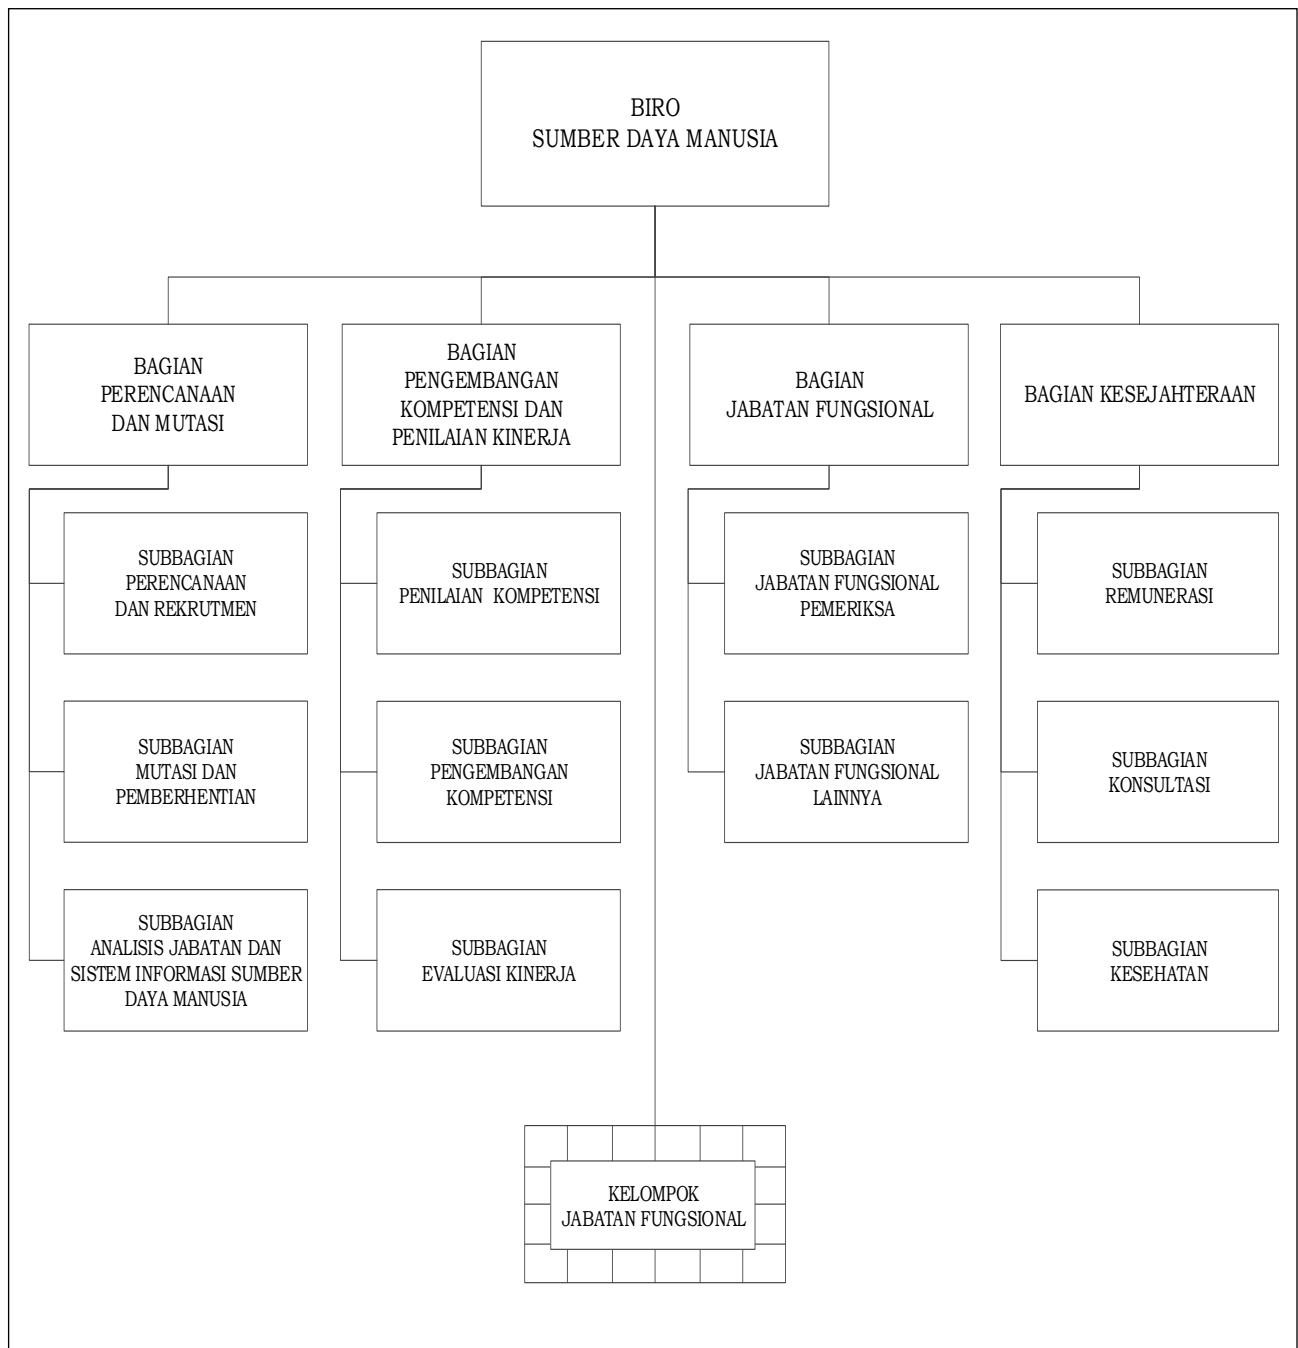 BIRO
SUMBER DAYA MANUSIA
BAGIAN
PERENCANAAN
DAN MUTASI
BAGIAN
PENGEMBANGAN
KOMPETENSI DAN
PENILAIAN KINERJA
BAGIAN
JABATAN FUNGSIONAL
BAGIAN KESEJAHTERAAN
SUBBAGIAN
PERENCANAAN
DAN REKRUTMEN
SUBBAGIAN
PENILAIAN KOMPETENSI
SUBBAGIAN
JABATAN FUNGSIONAL
PEMERIKSA
SUBBAGIAN
REMUNERASI
SUBBAGIAN
MUTASI DAN
PEMBERHENTIAN
SUBBAGIAN
PENGEMBANGAN
KOMPETENSI
SUBBAGIAN
JABATAN FUNGSIONAL
LAINNYA
SUBBAGIAN
KONSULTASI
SUBBAGIAN
ANALISIS JABATAN DAN
SISTEM INFORMASI SUMBER
DAYA MANUSIA
SUBBAGIAN
EVALUASI KINERJA
SUBBAGIAN
KESEHATAN
KELOMPOK
JABATAN FUNGSIONAL